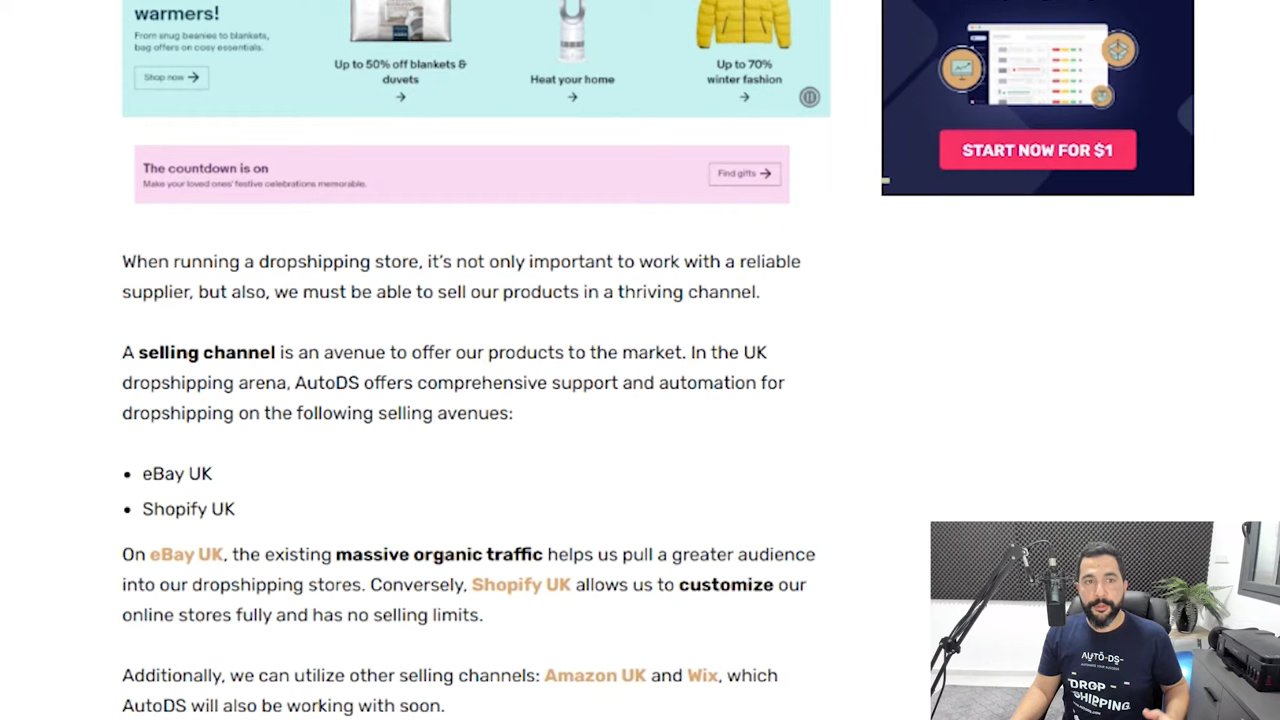 warmers!
From snug beanies to blankets,
bag offers on cosy essentials.
Shop now
Up to 50% off blankets &
duvets
Heat your home
Up to 70%
winter fashion
START NOW FOR $1
The countdown is on
Make your loved ones' festive celebrations memorable.
Find gifts
When running a dropshipping store, it's not only important to work with a reliable
supplier, but also, we must be able to sell our products in a thriving channel.
A selling channel is an avenue to offer our products to the market. In the UK
dropshipping arena, AutoDS offers comprehensive support and automation for
dropshipping on the following selling avenues:
• eBay UK
• Shopify UK
On eBay UK, the existing massive organic traffic helps us pull a greater audience
into our dropshipping stores. Conversely, Shopify UK allows us to customize our
online stores fully and has no selling limits.
Additionally, we can utilize other selling channels: Amazon UK and Wix, which
AutoDS will also be working with soon.
AUTO-DS
DROP
SHIPPING